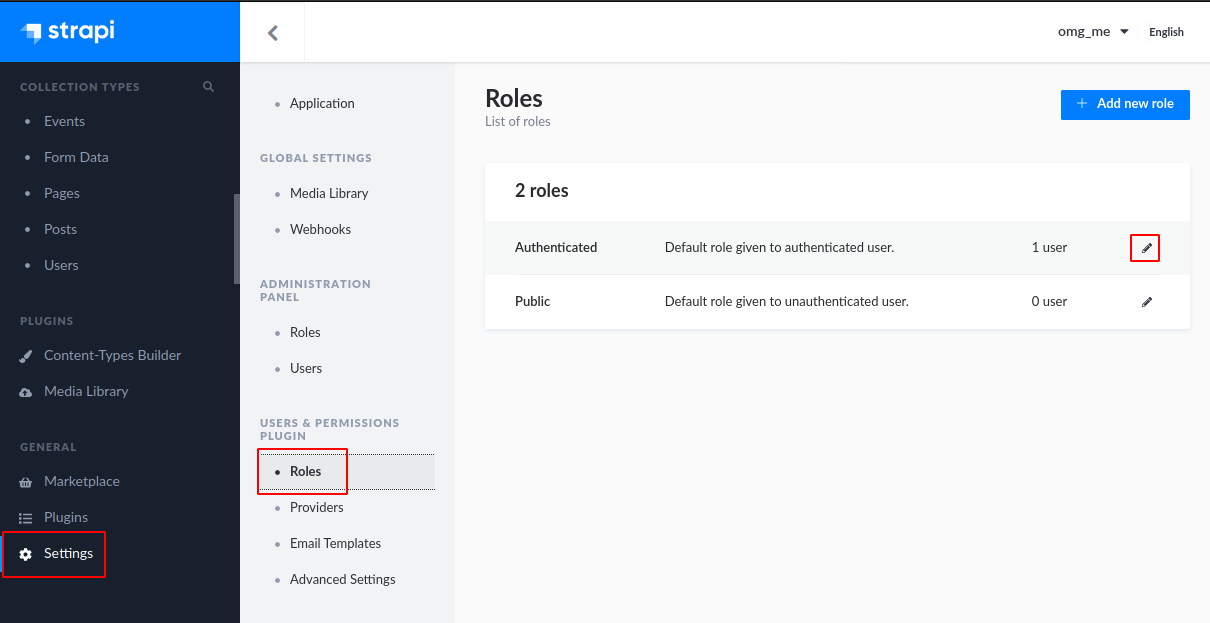 strapi
omg_me
English
COLLECTION TYPES
Events
Form Data
Pages
Posts
Users
PLUGINS
Content-Types Builder
Media Library
GENERAL
Marketplace
Plugins
Settings
Application
GLOBAL SETTINGS
Media Library
Webhooks
ADMINISTRATION
PANEL
Roles
Users
USERS & PERMISSIONS
PLUGIN
Roles
Providers
Email Templates
Advanced Settings
Roles
List of roles
Add new role
2 roles
Authenticated Default role given to authenticated user. 1 user
Public Default role given to unauthenticated user. 0 user